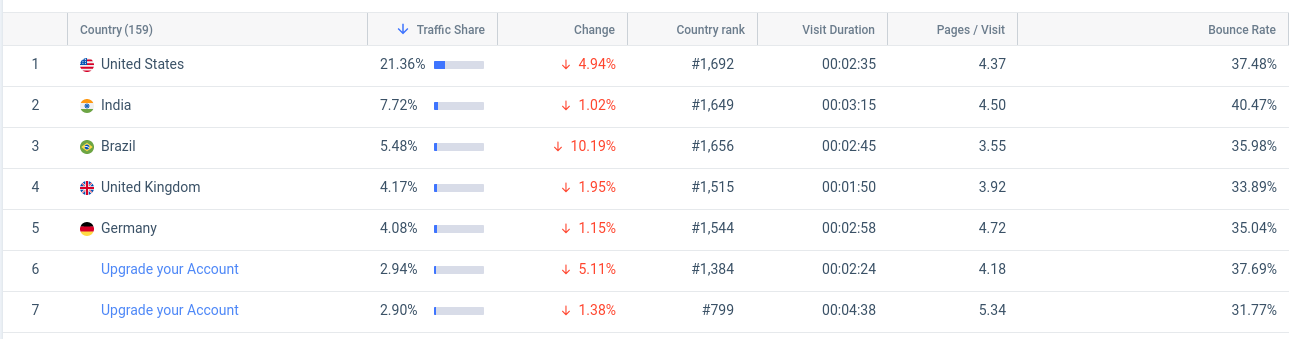 Country (159) ↓ Traffic Share Change Country rank Visit Duration Pages / Visit Bounce Rate
1 United States 21.36% ↓ 4.94% #1,692 00:02:35 4.37 37.48%
2 India 7.72% ↓ 1.02% #1,649 00:03:15 4.50 40.47%
3 Brazil 5.48% ↓ 10.19% #1,656 00:02:45 3.55 35.98%
4 United Kingdom 4.17% ↓ 1.95% #1,515 00:01:50 3.92 33.89%
5 Germany 4.08% ↓ 1.15% #1,544 00:02:58 4.72 35.04%
6 Upgrade your Account 2.94% ↓ 5.11% #1,384 00:02:24 4.18 37.69%
7 Upgrade your Account 2.90% ↓ 1.38% #799 00:04:38 5.34 31.77%